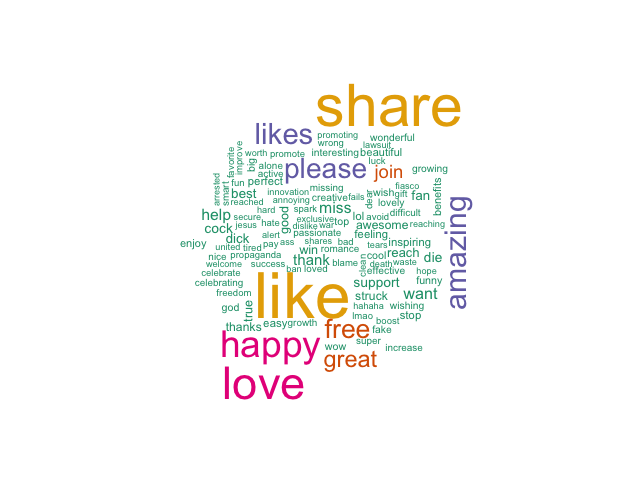 share
likes
promoting
wonderful
wrong
lawsuit
worth
promote
interesting
beautiful
favorite
improve
big
alone
active
please
luck
join
growing
arrested
smart
fun
perfect
missing
dear
fiasco
best
innovation
creative
fails
wish
gift
fan
benefits
reached
annoying
lovely
help
secure
hard
good
spark
exclusive
miss
top
lol
avoid
difficult
amazing
cock
jesus
hate
dislike
war
awesome
reaching
enjoy
dick
alert
passionate
feeling
united
tired
pay
ass
shares
bad
tears
inspiring
nice
propaganda
win
romance
clean
cool
reach
die
welcome
success
thank
blame
death
waste
ban
loved
effective
hope
celebrate
like
support
funny
celebrating
freedom
true
struck
want
god
hahaha
wishing
thanks
easy
growth
free
lmao
boost
stop
fake
happy
wow
super
increase
great
love